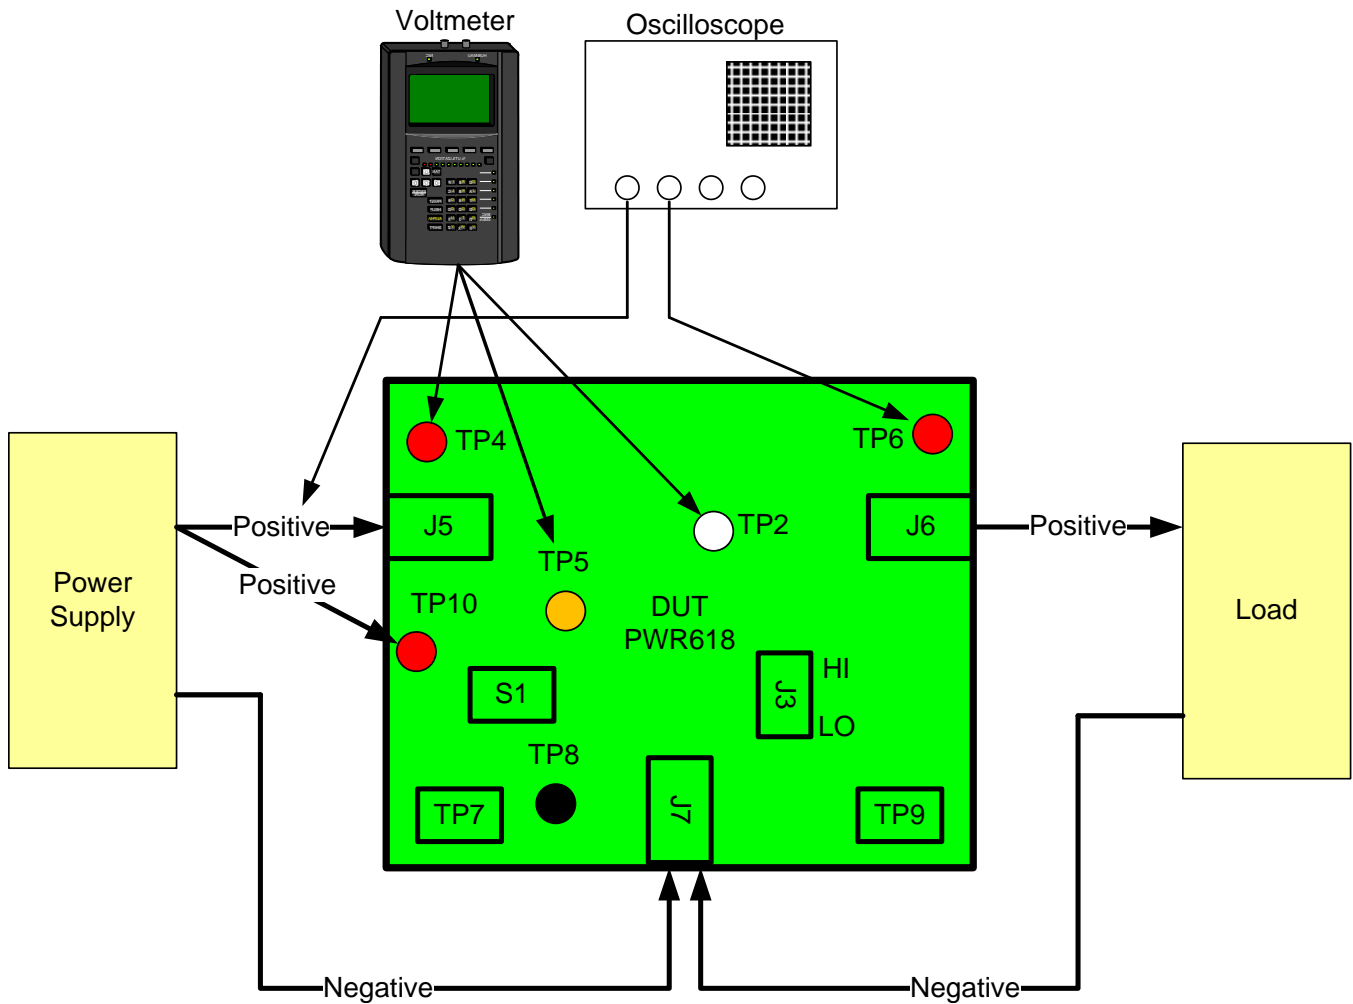 Voltmeter
Oscilloscope
TP4
TP6
Positive
J5
TP2
J6
Positive
TP5
Power
Supply
Positive
TP10
DUT
PWR618
Load
HI
S1
J3
LO
TP8
TP7
J7
TP9
Negative
Negative